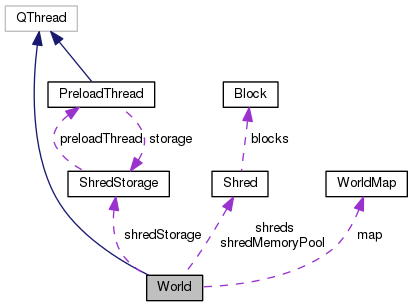 QThread
PreloadThread
Block
preloadThread
storage
blocks
ShredStorage
Shred
WorldMap
shredStorage
shreds
shredMemoryPool
map
World